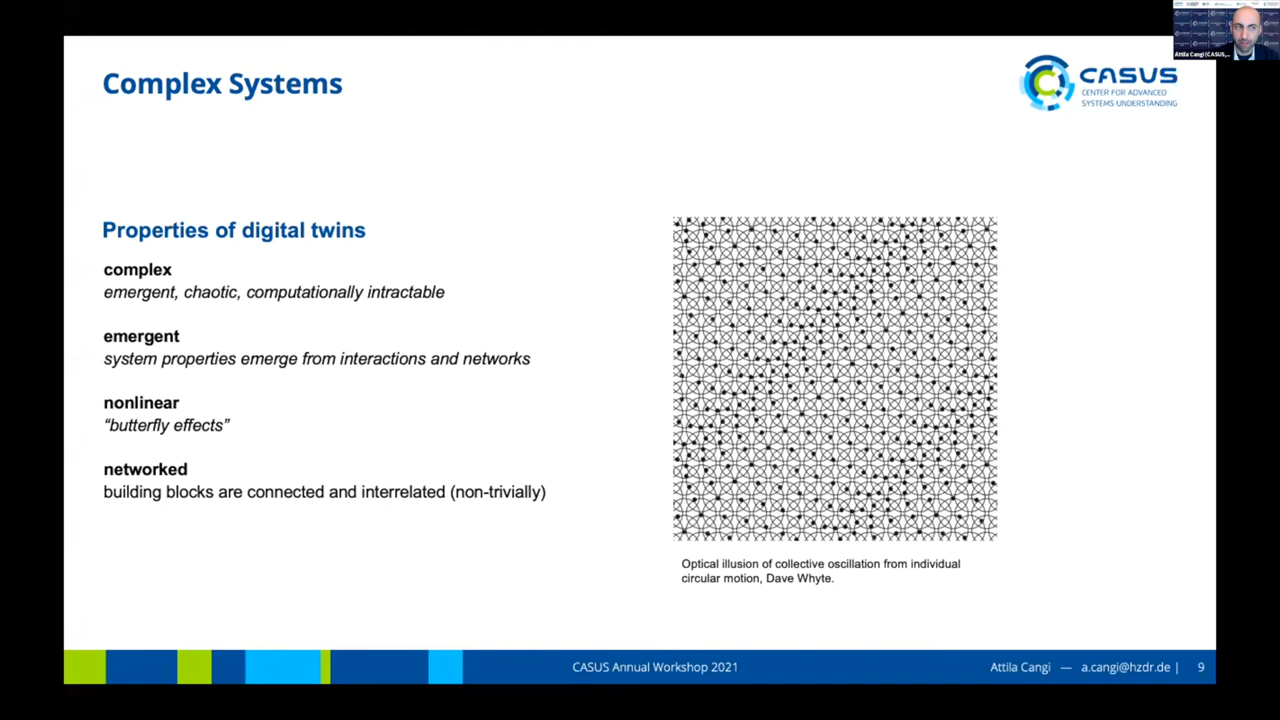 Attila Cangi (CASUS,...
Complex Systems
CASUS
CENTER FOR ADVANCED
SYSTEMS UNDERSTANDING
Properties of digital twins
complex
emergent, chaotic, computationally intractable
emergent
system properties emerge from interactions and networks
nonlinear
“butterfly effects”
networked
building blocks are connected and interrelated (non-trivially)
Optical illusion of collective oscillation from individual
circular motion, Dave Whyte.
CASUS Annual Workshop 2021
Attila Cangi — a.cangi@hzdr.de | 9